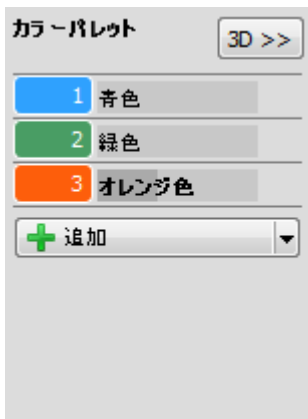 カラーパレット
3D >>
1 青色
2 緑色
3 オレンジ色
追加